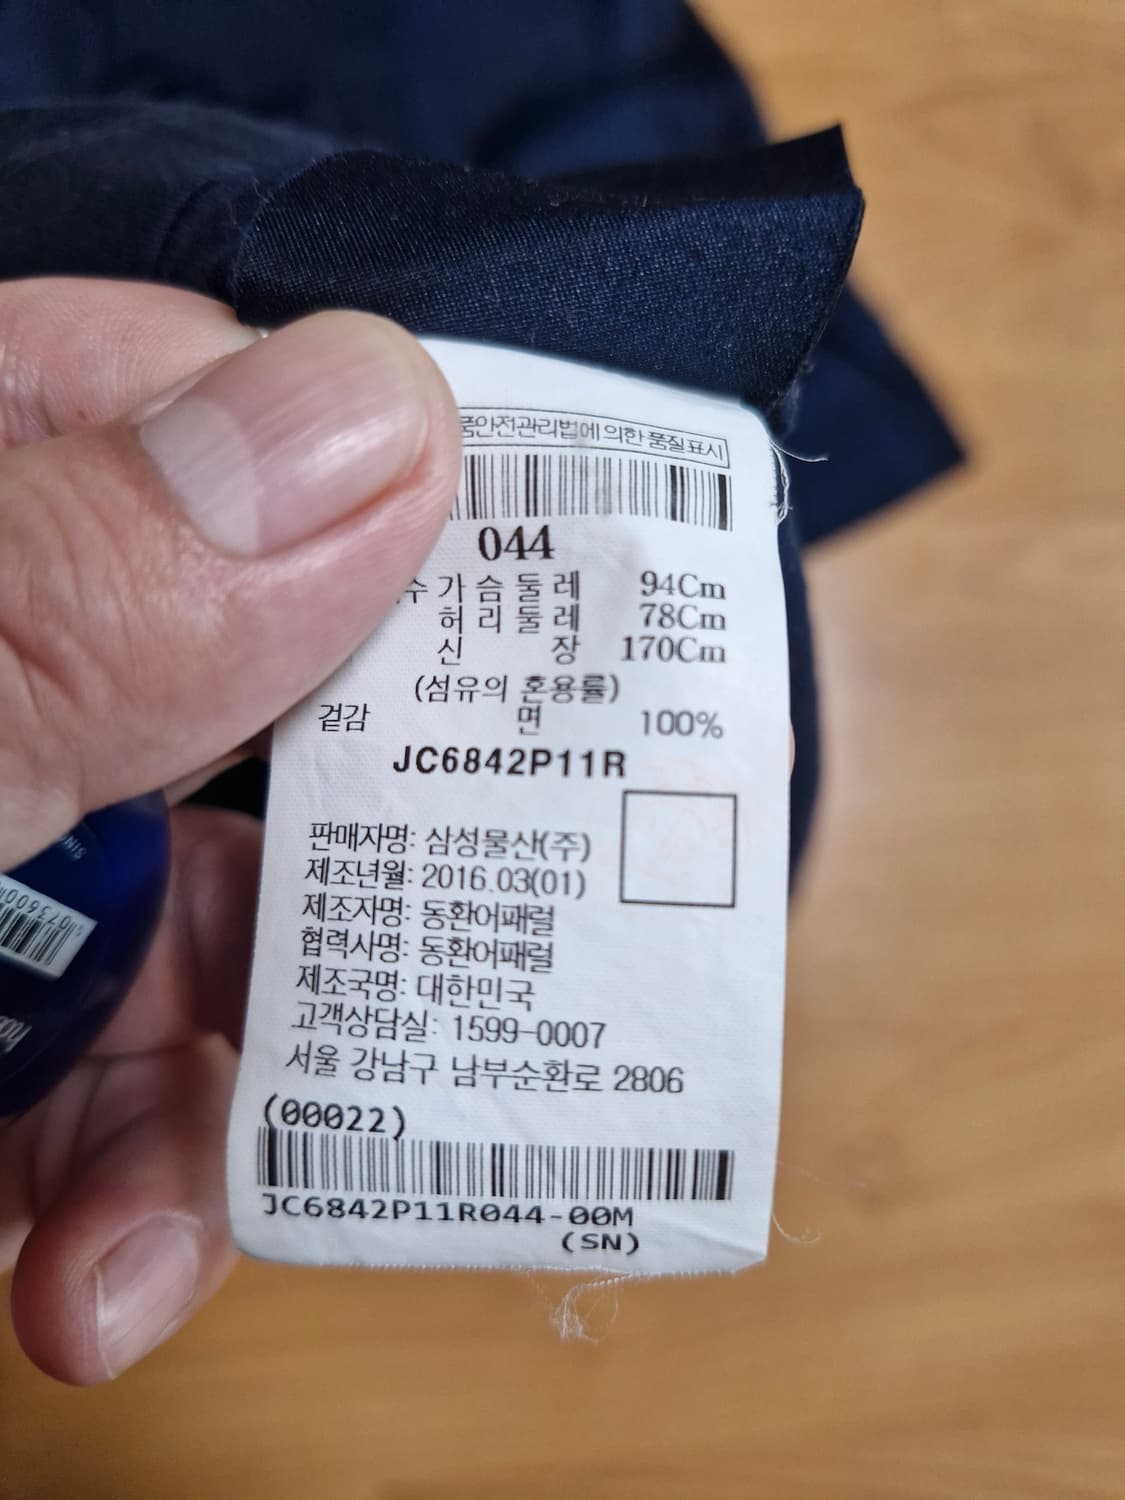 품안전관리법에 의한 품질표시
044
수 가 슴 둘 레 94Cm
허 리 둘 레 78Cm
신 장 170Cm
(섬유의 혼용률)
겉감 면 100%
JC6842P11R
판매자명: 삼성물산(주)
제조년월: 2016.03(01)
제조자명: 동환어패럴
협력사명: 동환어패럴
제조국명: 대한민국
고객상담실: 1599-0007
서울 강남구 남부순환로 2806
(00022)
JC6842P11R044-00M
(SN)